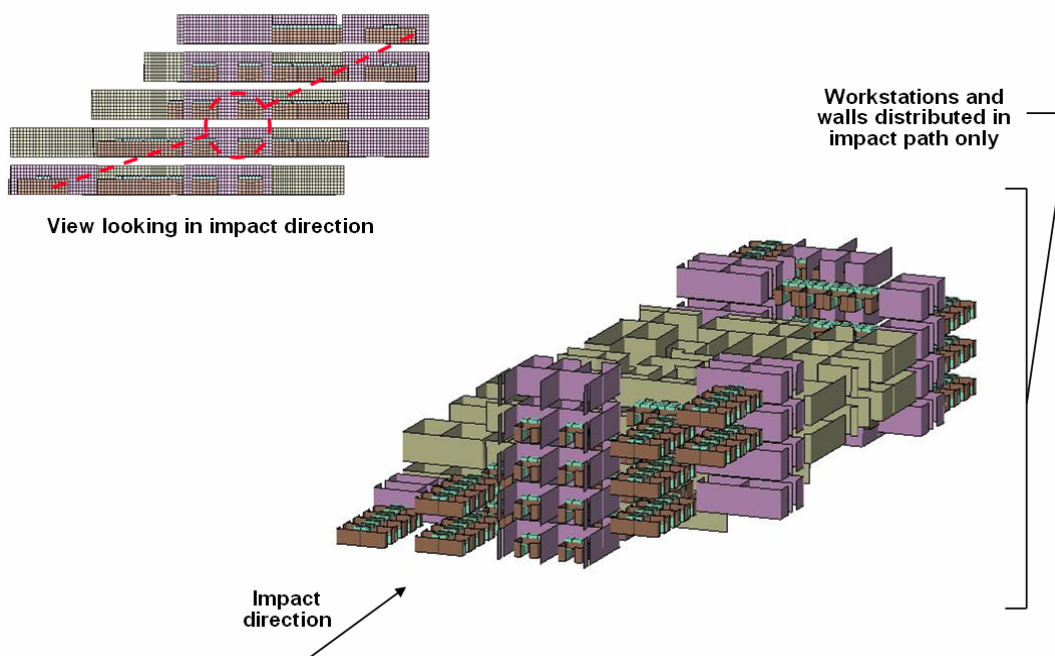 View looking in impact direction
Workstations and
walls distributed in
impact path only
Impact
direction